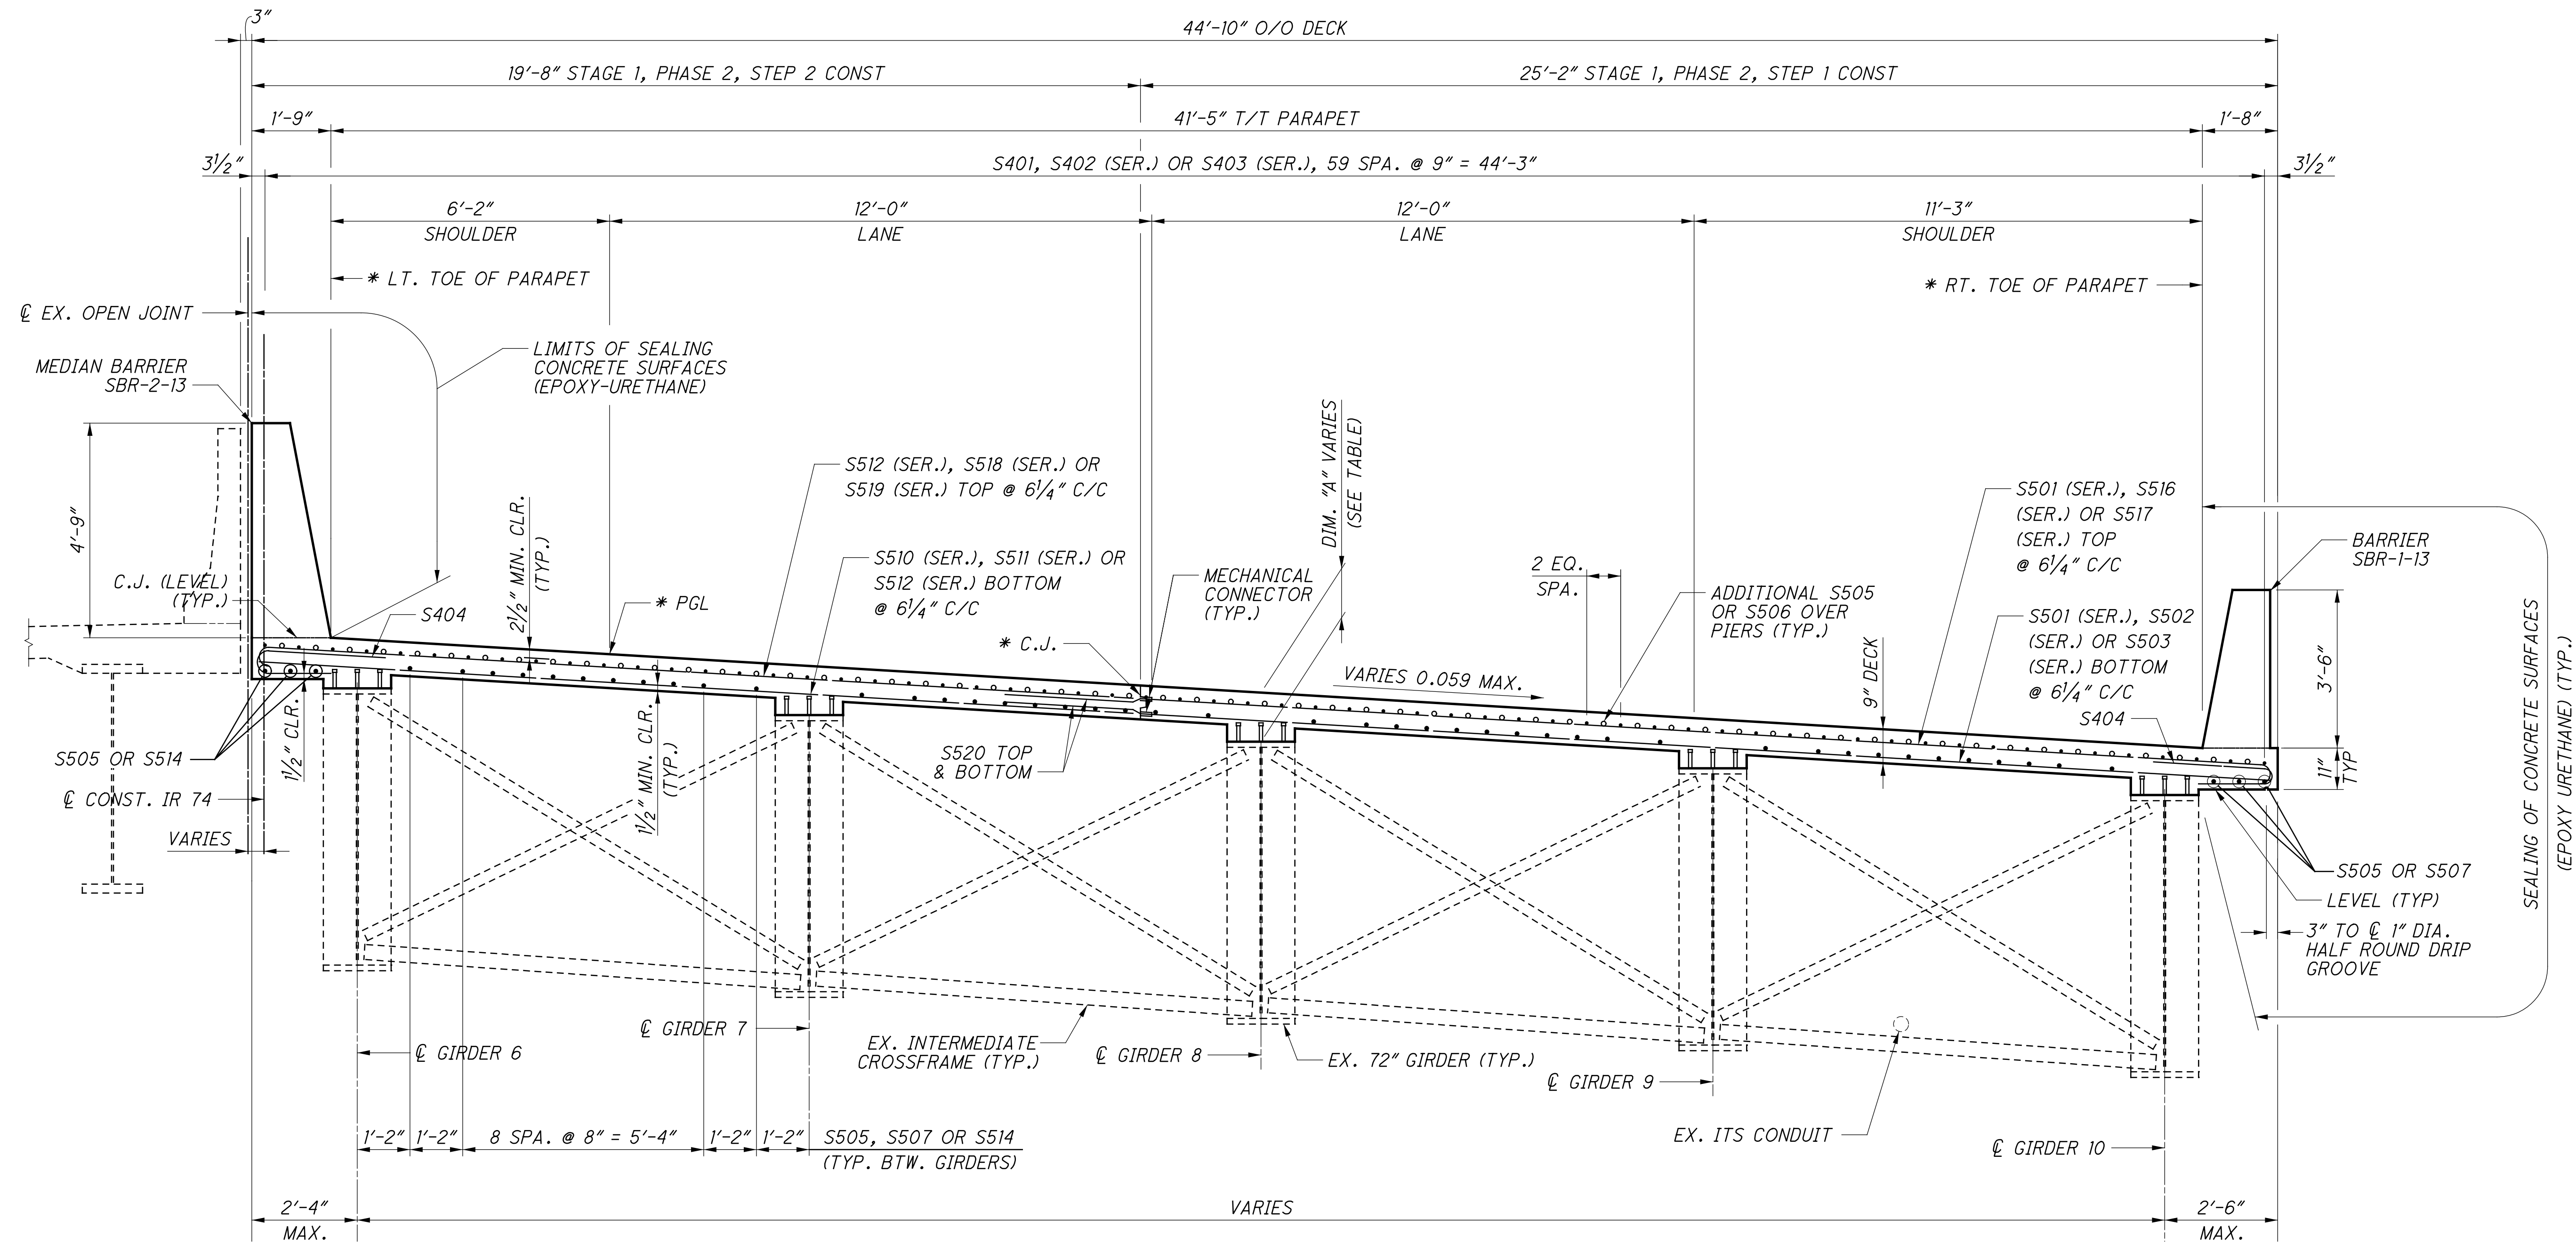 3"
44'-10" O/O DECK
19'-8" STAGE 1, PHASE 2, STEP 2 CONST
25'-2" STAGE 1, PHASE 2, STEP 1 CONST
1'-9"
41'-5" T/T PARAPET
1'-8"
3½"
S401, S402 (SER.) OR S403 (SER.), 59 SPA. @ 9" = 44'-3"
3½"
6'-2"
SHOULDER
12'-0"
LANE
12'-0"
LANE
11'-3"
SHOULDER
* LT. TOE OF PARAPET
* RT. TOE OF PARAPET
℄ EX. OPEN JOINT
LIMITS OF SEALING
CONCRETE SURFACES
(EPOXY-URETHANE)
MEDIAN BARRIER
SBR-2-13
4'-9"
C.J. (LEVEL)
(TYP.)
S404
2½" MIN. CLR.
(TYP.)
* PGL
S512 (SER.), S518 (SER.) OR
S519 (SER.) TOP @ 6¼" C/C
S510 (SER.), S511 (SER.) OR
S512 (SER.) BOTTOM
@ 6¼" C/C
* C.J.
MECHANICAL
CONNECTOR
(TYP.)
DIM. "A" VARIES
(SEE TABLE)
2 EQ.
SPA.
VARIES 0.059 MAX.
ADDITIONAL S505
OR S506 OVER
PIERS (TYP.)
9" DECK
S501 (SER.), S516
(SER.) OR S517
(SER.) TOP
@ 6¼" C/C
S501 (SER.), S502
(SER.) OR S503
(SER.) BOTTOM
@ 6¼" C/C
S404
BARRIER
SBR-1-13
3'-6"
11"
TYP
SEALING OF CONCRETE SURFACES
(EPOXY URETHANE) (TYP.)
S505 OR S514
1½" CLR.
℄ CONST. IR 74
VARIES
1½" MIN. CLR.
(TYP.)
S520 TOP
& BOTTOM
S505 OR S507
LEVEL (TYP)
3" TO ℄ 1" DIA.
HALF ROUND DRIP
GROOVE
℄ GIRDER 6
℄ GIRDER 7
EX. INTERMEDIATE
CROSSFRAME (TYP.)
℄ GIRDER 8
EX. 72" GIRDER (TYP.)
℄ GIRDER 9
EX. ITS CONDUIT
℄ GIRDER 10
1'-2"
1'-2"
8 SPA. @ 8" = 5'-4"
1'-2"
1'-2"
S505, S507 OR S514
(TYP. BTW. GIRDERS)
2'-4"
MAX.
VARIES
2'-6"
MAX.